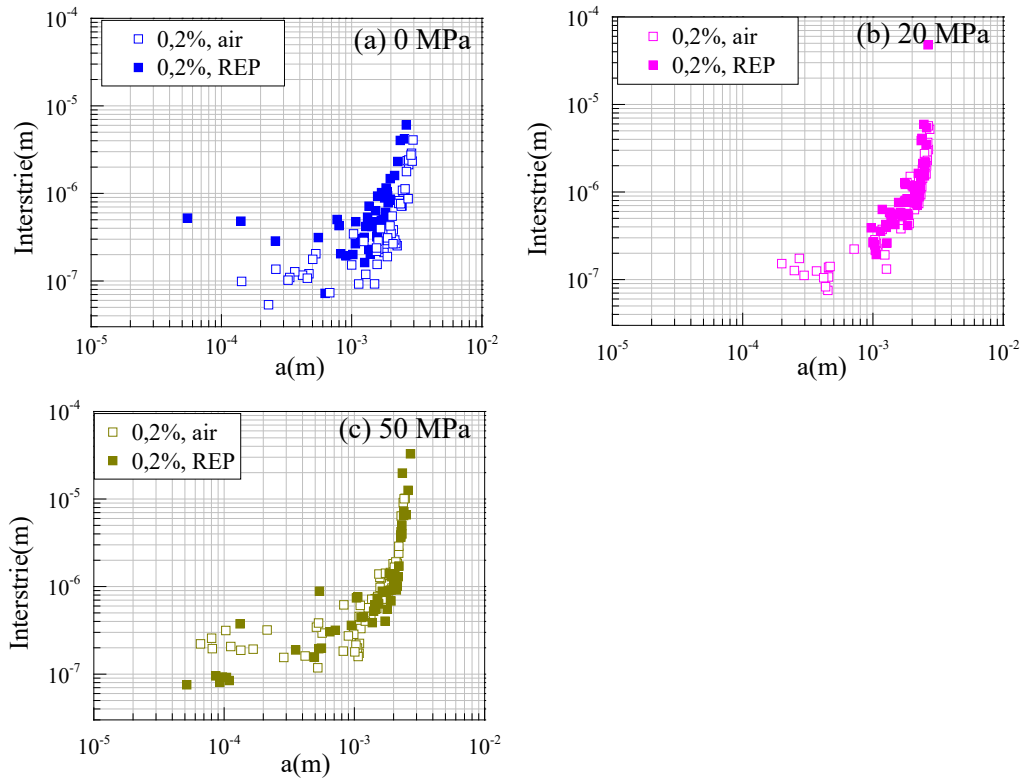 (a) 0 MPa
0,2%, air
0,2%, REP
10⁻⁴
10⁻⁵
10⁻⁶
10⁻⁷
Interstrie(m)
10⁻⁵ 10⁻⁴ 10⁻³ 10⁻²
a(m)
(b) 20 MPa
0,2%, air
0,2%, REP
10⁻⁴
10⁻⁵
10⁻⁶
10⁻⁷
Interstrie(m)
10⁻⁵ 10⁻⁴ 10⁻³ 10⁻²
a(m)
(c) 50 MPa
0,2%, air
0,2%, REP
10⁻⁴
10⁻⁵
10⁻⁶
10⁻⁷
Interstrie(m)
10⁻⁵ 10⁻⁴ 10⁻³ 10⁻²
a(m)